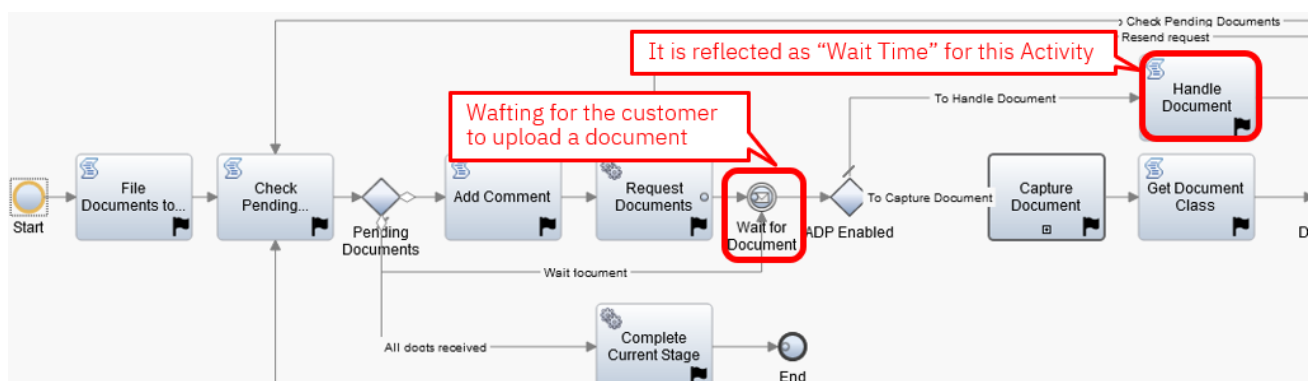 Check Pending Documents
Resend request
It is reflected as “Wait Time” for this Activity
Handle
Document
To Handle Document
Wafting for the customer
to upload a document
File
Documents to...
Check
Pending...
Add Comment
Request
Documents
To Capture Document
Capture
Document
Get Document
Class
Start
Pending
Documents
Wait for
Document
ADP Enabled
D
Wait focument
All doots received
Complete
Current Stage
End